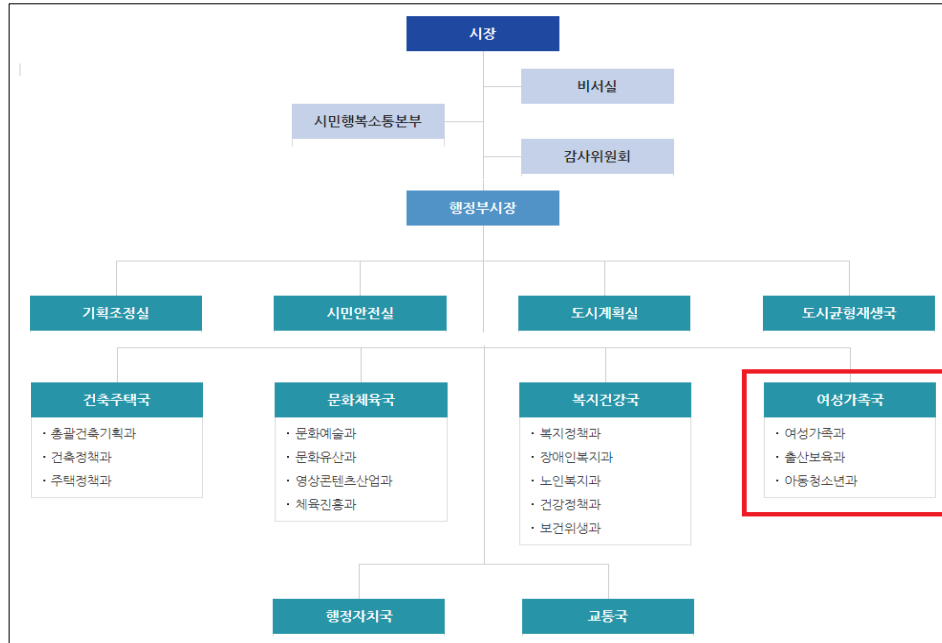 시장
비서실
시민행복소통본부
감사위원회
행정부시장
기획조정실
시민안전실
도시계획실
도시균형재생국
건축주택국
· 총괄건축기획과
· 건축정책과
· 주택정책과
문화체육국
· 문화예술과
· 문화유산과
· 영상콘텐츠산업과
· 체육진흥과
복지건강국
· 복지정책과
· 장애인복지과
· 노인복지과
· 건강정책과
· 보건위생과
여성가족국
· 여성가족과
· 출산보육과
· 아동청소년과
행정자치국
교통국